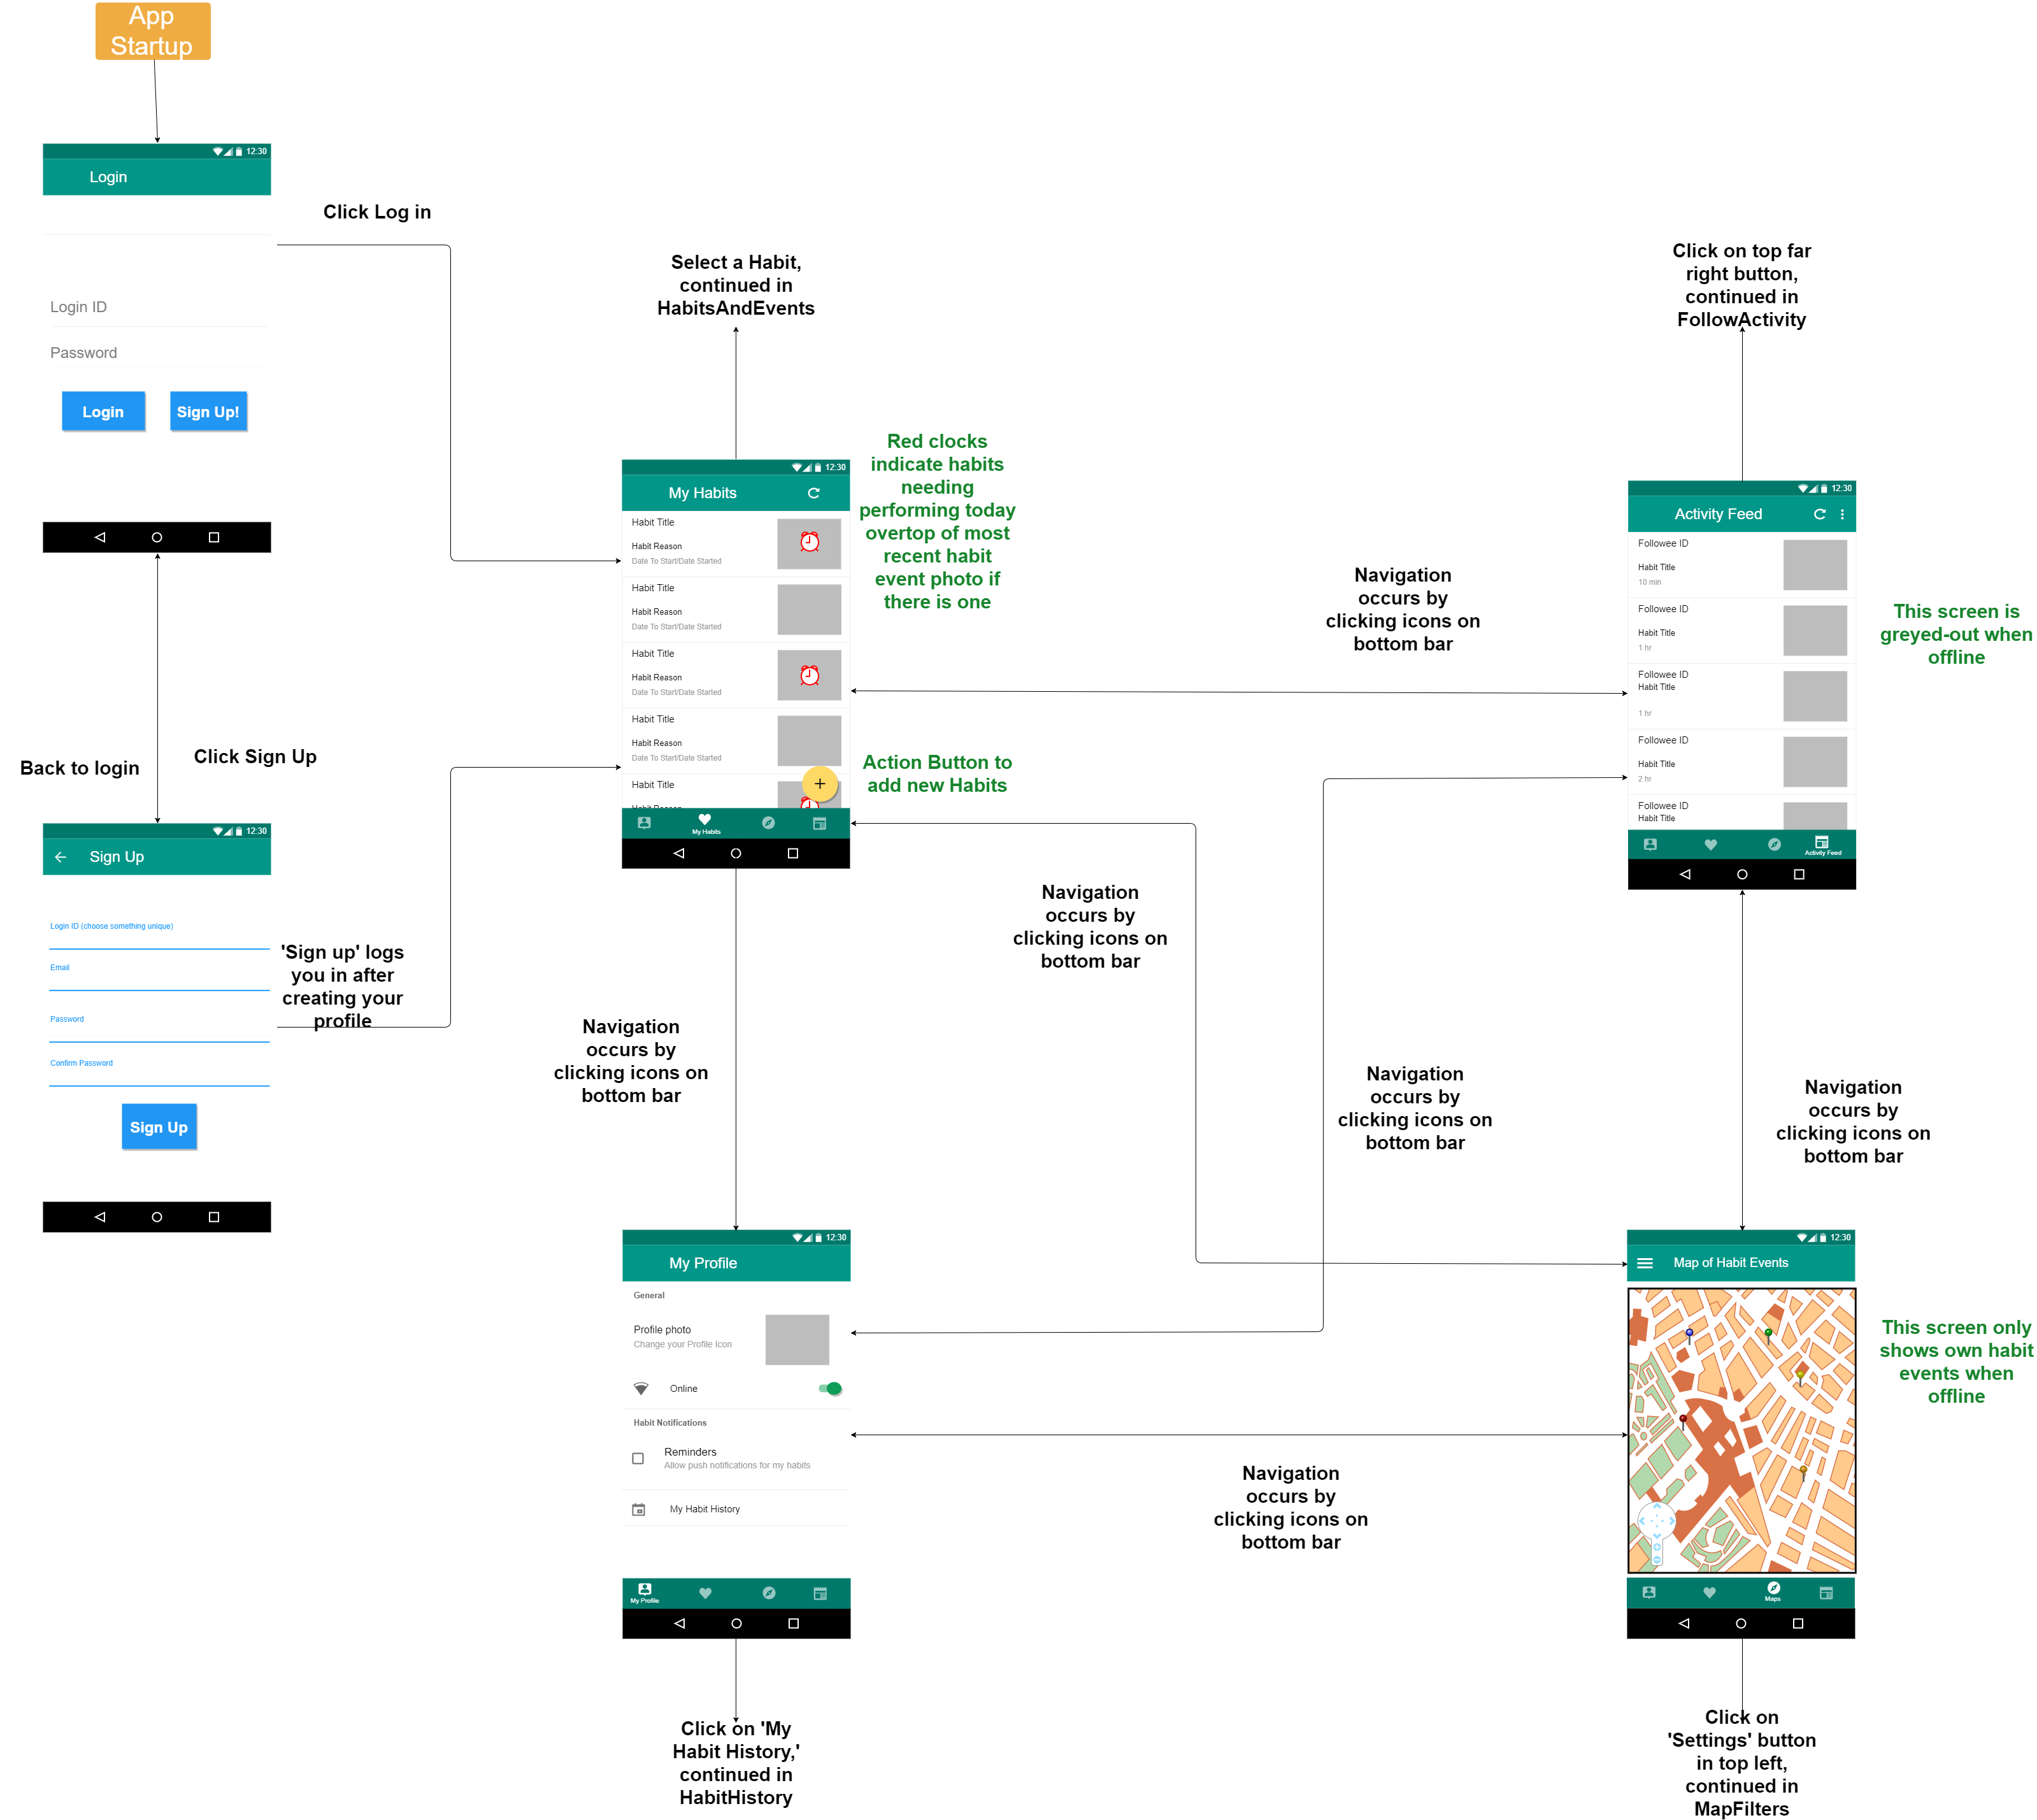 App
Startup
12:30
Login
Login ID
Password
Login
Sign Up!
Click Log in
Back to login
Click Sign Up
12:30
Sign Up
Login ID (choose something unique)
Email
Password
Confirm Password
Sign Up
'Sign up' logs
you in after
creating your
profile
Select a Habit,
continued in
HabitsAndEvents
12:30
My Habits
Habit Title
Habit Reason
Date To Start/Date Started
Habit Title
Habit Reason
Date To Start/Date Started
Habit Title
Habit Reason
Date To Start/Date Started
Habit Title
Habit Reason
Date To Start/Date Started
Habit Title
Habit Reason
My Habits
Red clocks
indicate habits
needing
performing today
overtop of most
recent habit
event photo if
there is one
Action Button to
add new Habits
Navigation
occurs by
clicking icons on
bottom bar
Click on top far
right button,
continued in
FollowActivity
12:30
Activity Feed
Followee ID
Habit Title
10 min
Followee ID
Habit Title
1 hr
Followee ID
Habit Title
1 hr
Followee ID
Habit Title
2 hr
Followee ID
Habit Title
Activity Feed
This screen is
greyed-out when
offline
Navigation
occurs by
clicking icons on
bottom bar
Navigation
occurs by
clicking icons on
bottom bar
Navigation
occurs by
clicking icons on
bottom bar
Navigation
occurs by
clicking icons on
bottom bar
12:30
My Profile
General
Profile photo
Change your Profile Icon
Online
Habit Notifications
Reminders
Allow push notifications for my habits
My Habit History
My Profile
Click on 'My
Habit History,'
continued in
HabitHistory
Navigation
occurs by
clicking icons on
bottom bar
12:30
Map of Habit Events
Maps
This screen only
shows own habit
events when
offline
Click on
'Settings' button
in top left,
continued in
MapFilters